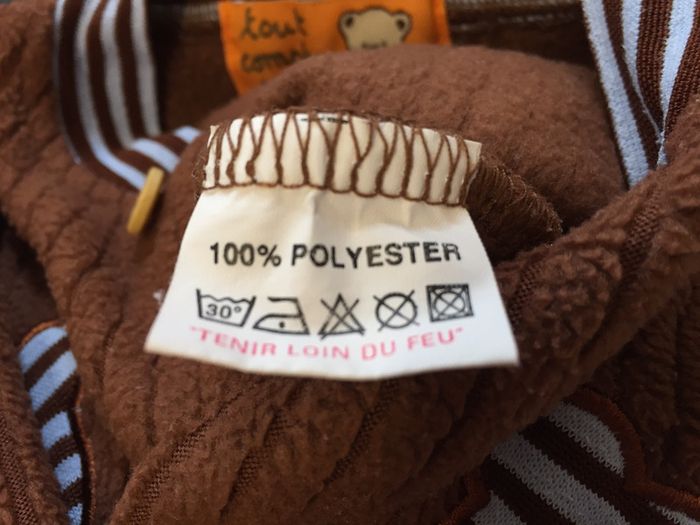 tout
100% POLYESTER
30°
"TENIR LOIN DU FEU"